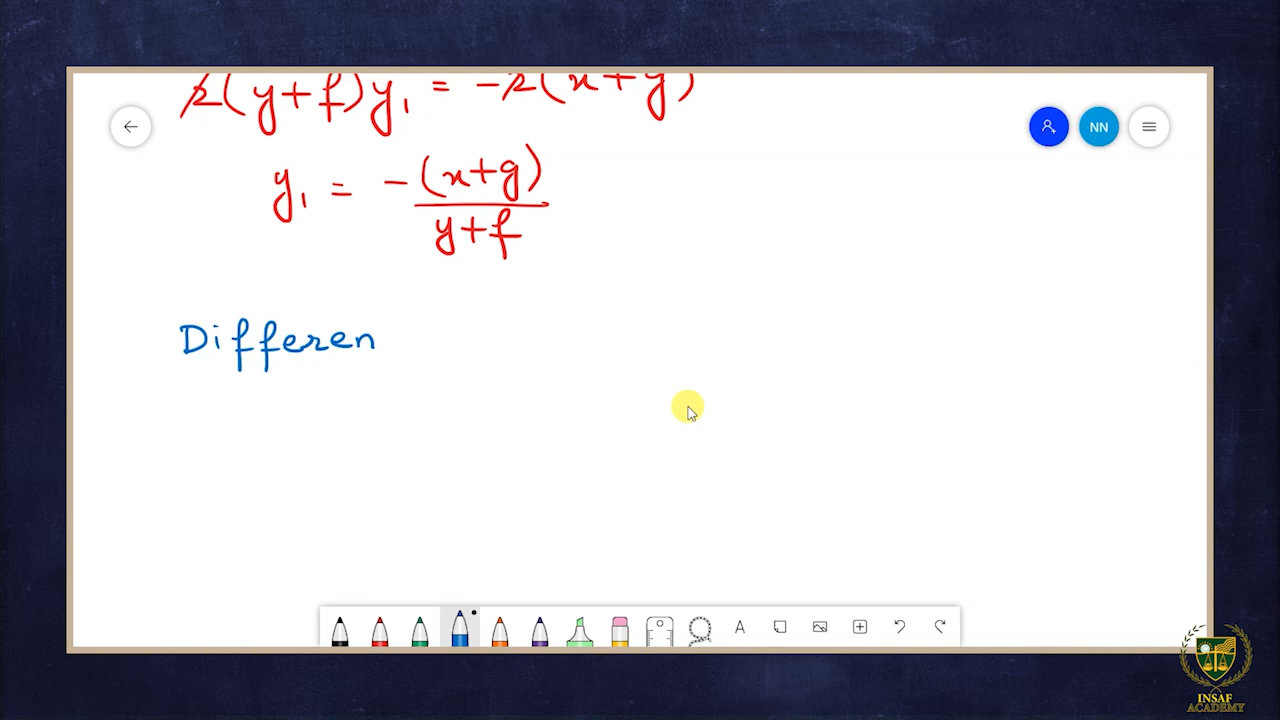 2(y+f)y₁ = -2(x+y)
y₁ = -(x+g)
y+f
Differen
NN
A
INSAF
ACADEMY